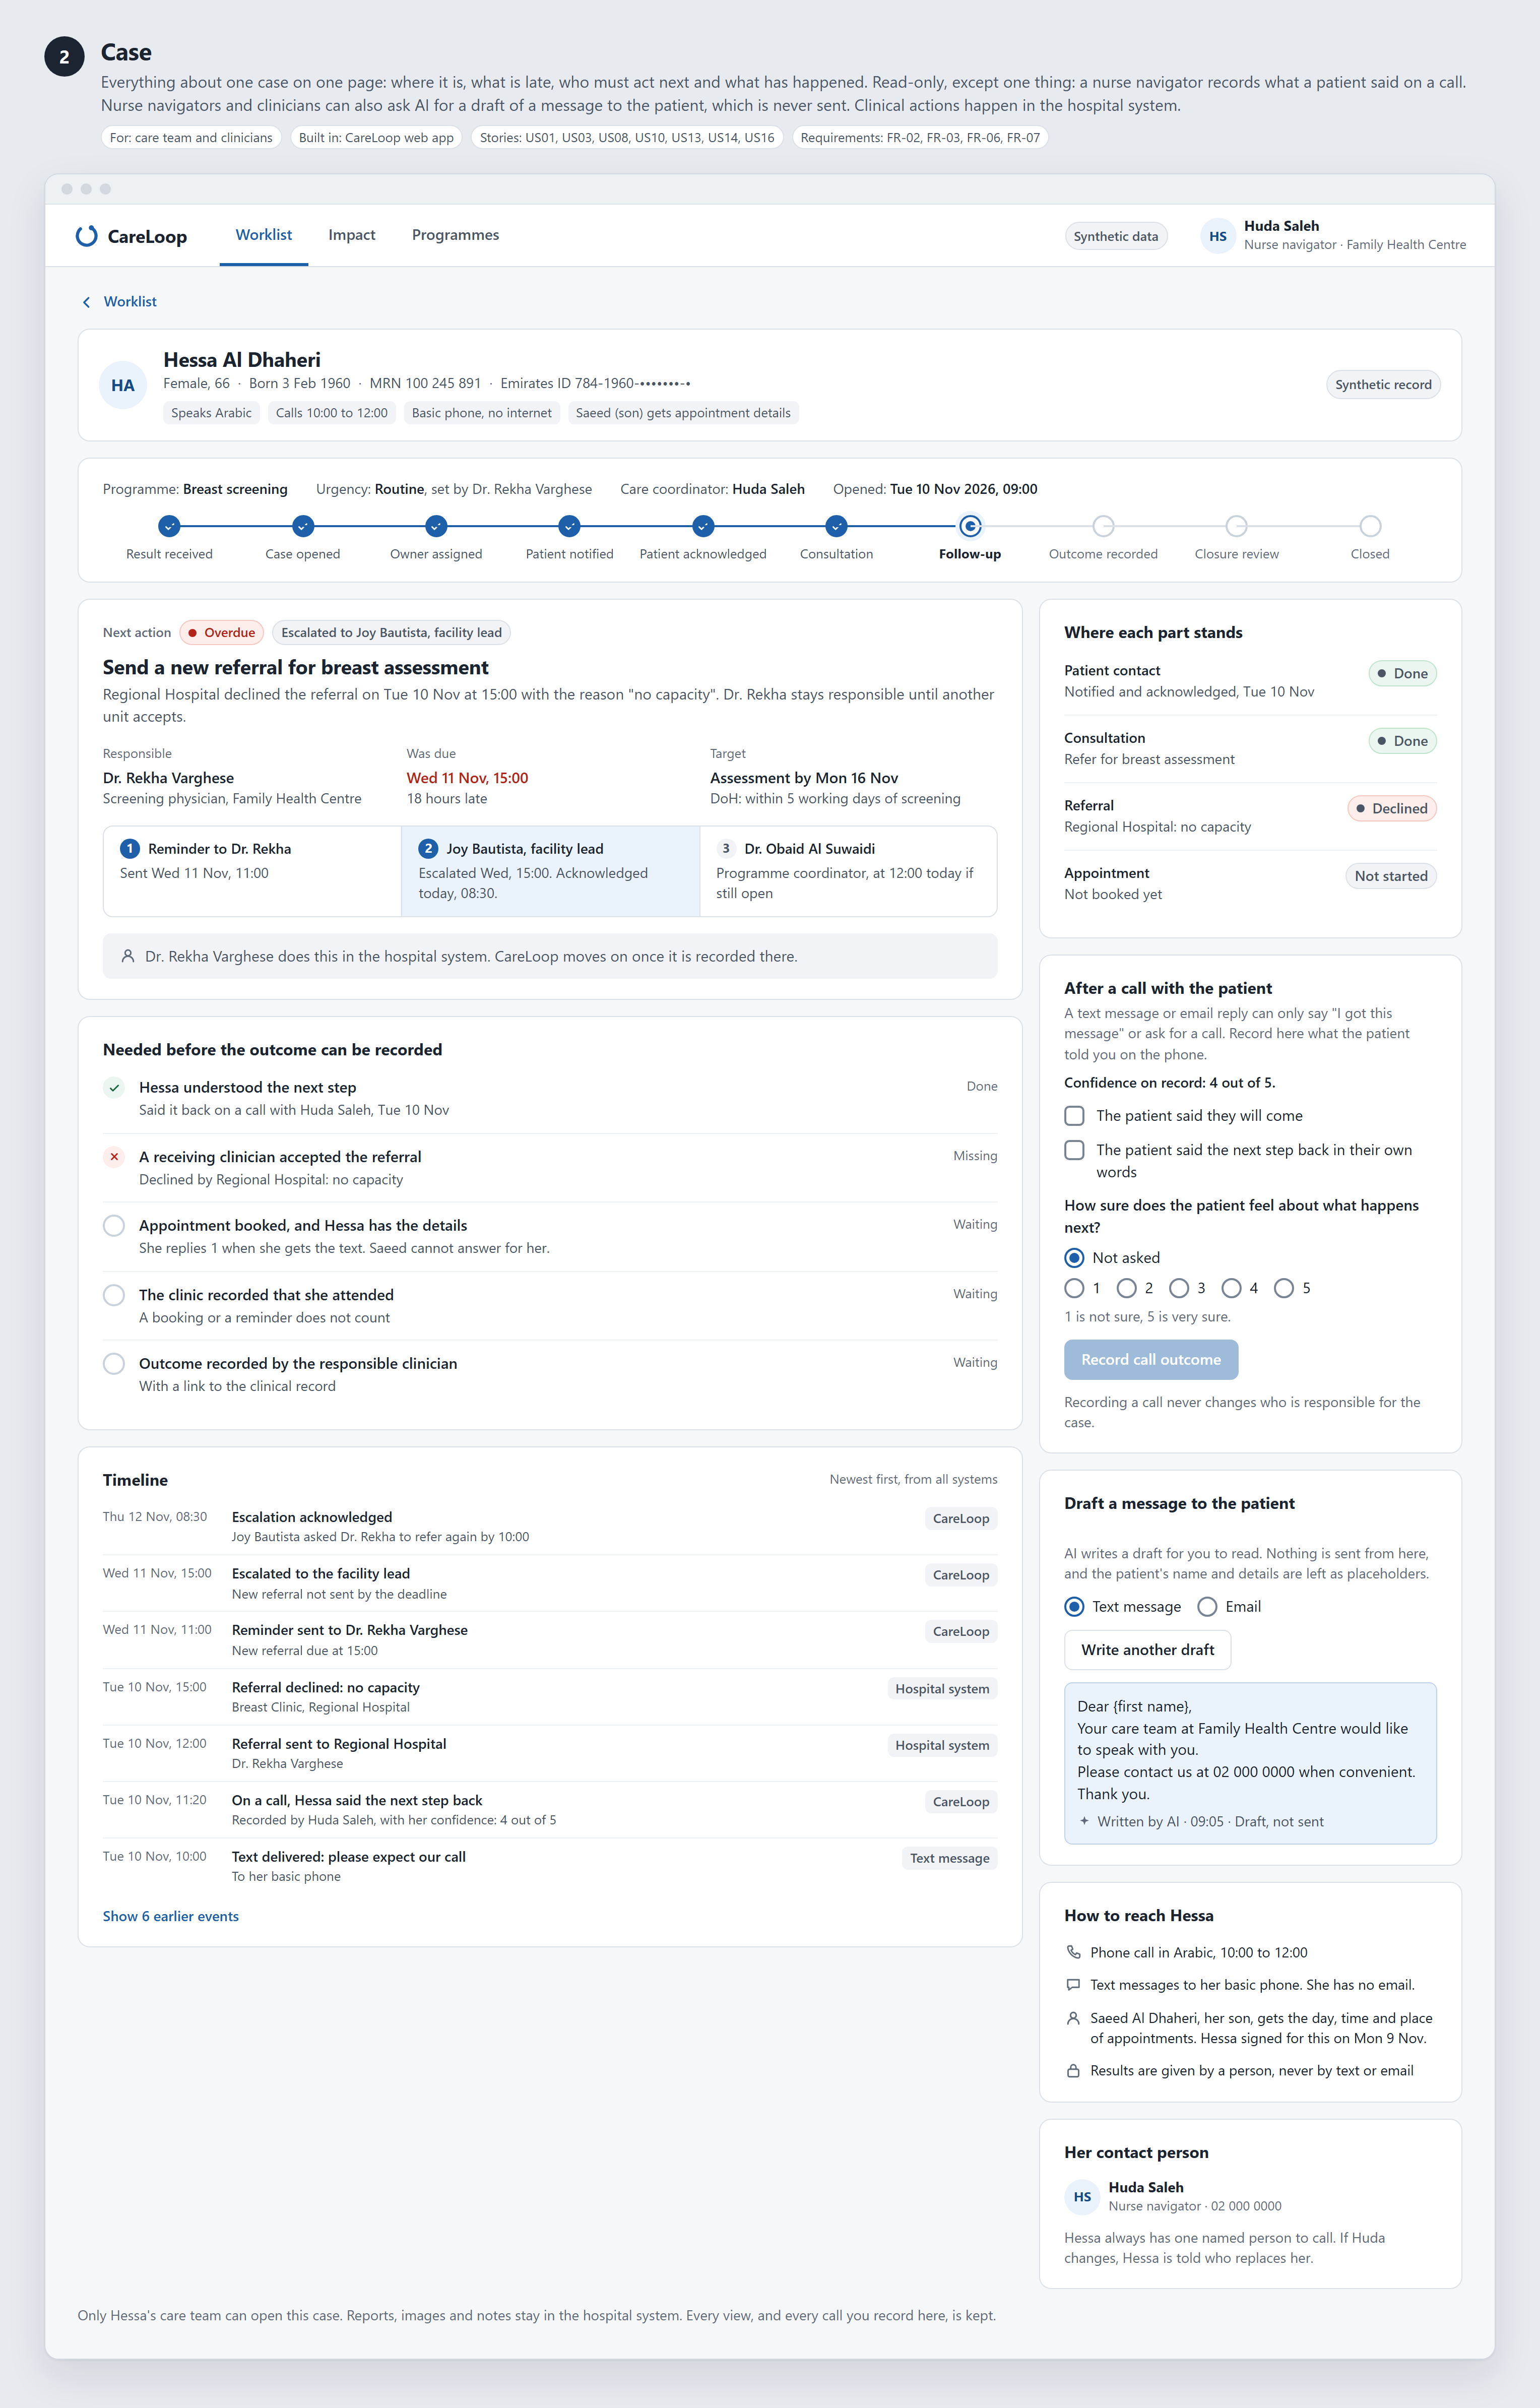 2
Case
Everything about one case on one page: where it is, what is late, who must act next and what has happened. Read-only, except one thing: a nurse navigator records what a patient said on a call.
Nurse navigators and clinicians can also ask AI for a draft of a message to the patient, which is never sent. Clinical actions happen in the hospital system.
For: care team and clinicians
Built in: CareLoop web app
Stories: US01, US03, US08, US10, US13, US14, US16
Requirements: FR-02, FR-03, FR-06, FR-07
CareLoop
Worklist
Impact
Programmes
Synthetic data
HS
Huda Saleh
Nurse navigator · Family Health Centre
Worklist
HA
Hessa Al Dhaheri
Female, 66 · Born 3 Feb 1960 · MRN 100 245 891 · Emirates ID 784-1960-•••••••-•
Speaks Arabic
Calls 10:00 to 12:00
Basic phone, no internet
Saeed (son) gets appointment details
Synthetic record
Programme: Breast screening
Urgency: Routine, set by Dr. Rekha Varghese
Care coordinator: Huda Saleh
Opened: Tue 10 Nov 2026, 09:00
Result received
Case opened
Owner assigned
Patient notified
Patient acknowledged
Consultation
Follow-up
Outcome recorded
Closure review
Closed
Next action
Overdue
Escalated to Joy Bautista, facility lead
Send a new referral for breast assessment
Regional Hospital declined the referral on Tue 10 Nov at 15:00 with the reason "no capacity". Dr. Rekha stays responsible until another
unit accepts.
Responsible
Dr. Rekha Varghese
Screening physician, Family Health Centre
Was due
Wed 11 Nov, 15:00
18 hours late
Target
Assessment by Mon 16 Nov
DoH: within 5 working days of screening
1
Reminder to Dr. Rekha
Sent Wed 11 Nov, 11:00
2
Joy Bautista, facility lead
Escalated Wed, 15:00. Acknowledged
today, 08:30.
3
Dr. Obaid Al Suwaidi
Programme coordinator, at 12:00 today if
still open
Dr. Rekha Varghese does this in the hospital system. CareLoop moves on once it is recorded there.
Needed before the outcome can be recorded
Hessa understood the next step
Said it back on a call with Huda Saleh, Tue 10 Nov
Done
A receiving clinician accepted the referral
Declined by Regional Hospital: no capacity
Missing
Appointment booked, and Hessa has the details
She replies 1 when she gets the text. Saeed cannot answer for her.
Waiting
The clinic recorded that she attended
A booking or a reminder does not count
Waiting
Outcome recorded by the responsible clinician
With a link to the clinical record
Waiting
Timeline
Newest first, from all systems
Thu 12 Nov, 08:30
Escalation acknowledged
Joy Bautista asked Dr. Rekha to refer again by 10:00
CareLoop
Wed 11 Nov, 15:00
Escalated to the facility lead
New referral not sent by the deadline
CareLoop
Wed 11 Nov, 11:00
Reminder sent to Dr. Rekha Varghese
New referral due at 15:00
CareLoop
Tue 10 Nov, 15:00
Referral declined: no capacity
Breast Clinic, Regional Hospital
Hospital system
Tue 10 Nov, 12:00
Referral sent to Regional Hospital
Dr. Rekha Varghese
Hospital system
Tue 10 Nov, 11:20
On a call, Hessa said the next step back
Recorded by Huda Saleh, with her confidence: 4 out of 5
CareLoop
Tue 10 Nov, 10:00
Text delivered: please expect our call
To her basic phone
Text message
Show 6 earlier events
Where each part stands
Patient contact
Notified and acknowledged, Tue 10 Nov
Done
Consultation
Refer for breast assessment
Done
Referral
Regional Hospital: no capacity
Declined
Appointment
Not booked yet
Not started
After a call with the patient
A text message or email reply can only say "I got this
message" or ask for a call. Record here what the patient
told you on the phone.
Confidence on record: 4 out of 5.
The patient said they will come
The patient said the next step back in their own
words
How sure does the patient feel about what happens
next?
Not asked
1
2
3
4
5
1 is not sure, 5 is very sure.
Record call outcome
Recording a call never changes who is responsible for the
case.
Draft a message to the patient
AI writes a draft for you to read. Nothing is sent from here,
and the patient's name and details are left as placeholders.
Text message
Email
Write another draft
Dear {first name},
Your care team at Family Health Centre would like
to speak with you.
Please contact us at 02 000 0000 when convenient.
Thank you.
Written by AI · 09:05 · Draft, not sent
How to reach Hessa
Phone call in Arabic, 10:00 to 12:00
Text messages to her basic phone. She has no email.
Saeed Al Dhaheri, her son, gets the day, time and place
of appointments. Hessa signed for this on Mon 9 Nov.
Results are given by a person, never by text or email
Her contact person
HS
Huda Saleh
Nurse navigator · 02 000 0000
Hessa always has one named person to call. If Huda
changes, Hessa is told who replaces her.
Only Hessa's care team can open this case. Reports, images and notes stay in the hospital system. Every view, and every call you record here, is kept.